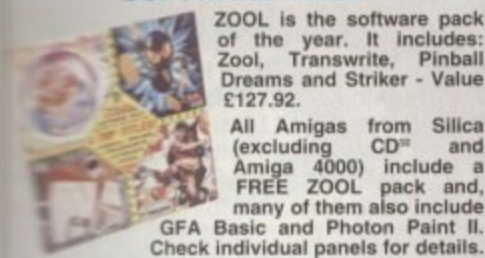 ZOOL is the software pack
of the year. It includes:
Zool, Transwrite, Pinball
Dreams and Striker - Value
£127.92.
All Amigas from Silica
(excluding CD³² and
Amiga 4000) include a
FREE ZOOL pack and,
many of them also include
GFA Basic and Photon Paint II.
Check individual panels for details.